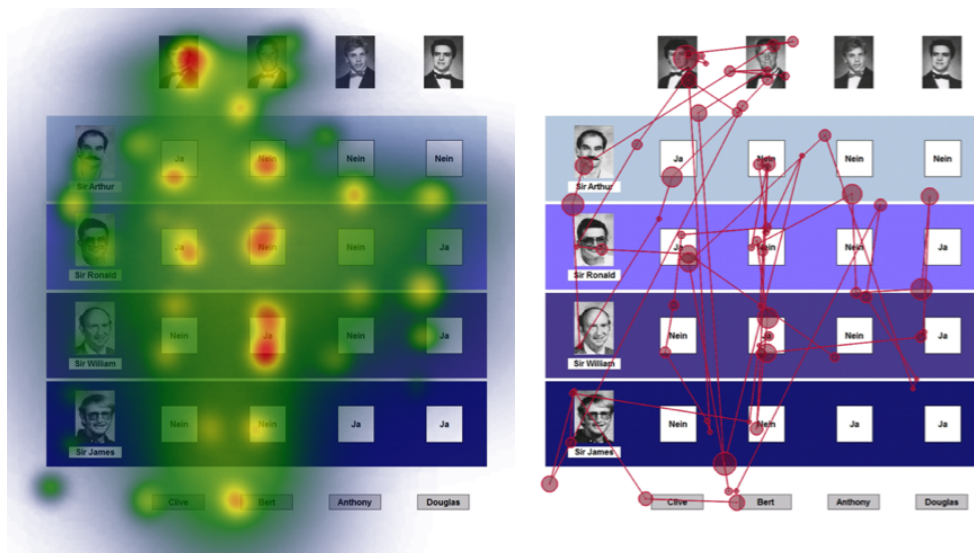 Ja Nein Nein Nein
Sir Arthur
Ja Nein Nein Ja
Sir Ronald
Nein Ja Nein Ja
Sir William
Nein Nein Ja Ja
Sir James
Clive Bert Anthony Douglas
Ja Nein Nein Nein
Sir Arthur
Ja Nein Nein Ja
Sir Ronald
Nein Ja Nein Ja
Sir William
Nein Nein Ja Ja
Sir James
Clive Bert Anthony Douglas